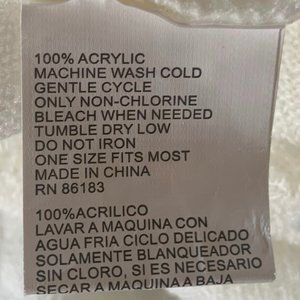 100% ACRYLIC
MACHINE WASH COLD
GENTLE CYCLE
ONLY NON-CHLORINE
BLEACH WHEN NEEDED
TUMBLE DRY LOW
DO NOT IRON
ONE SIZE FITS MOST
MADE IN CHINA
RN 86183
100%ACRILICO
LAVAR A MAQUINA CON
AGUA FRIA CICLO DELICADO
SOLAMENTE BLANQUEADOR
SIN CLORO, SI ES NECESARIO
SECAR A MAQUINA A BAJA